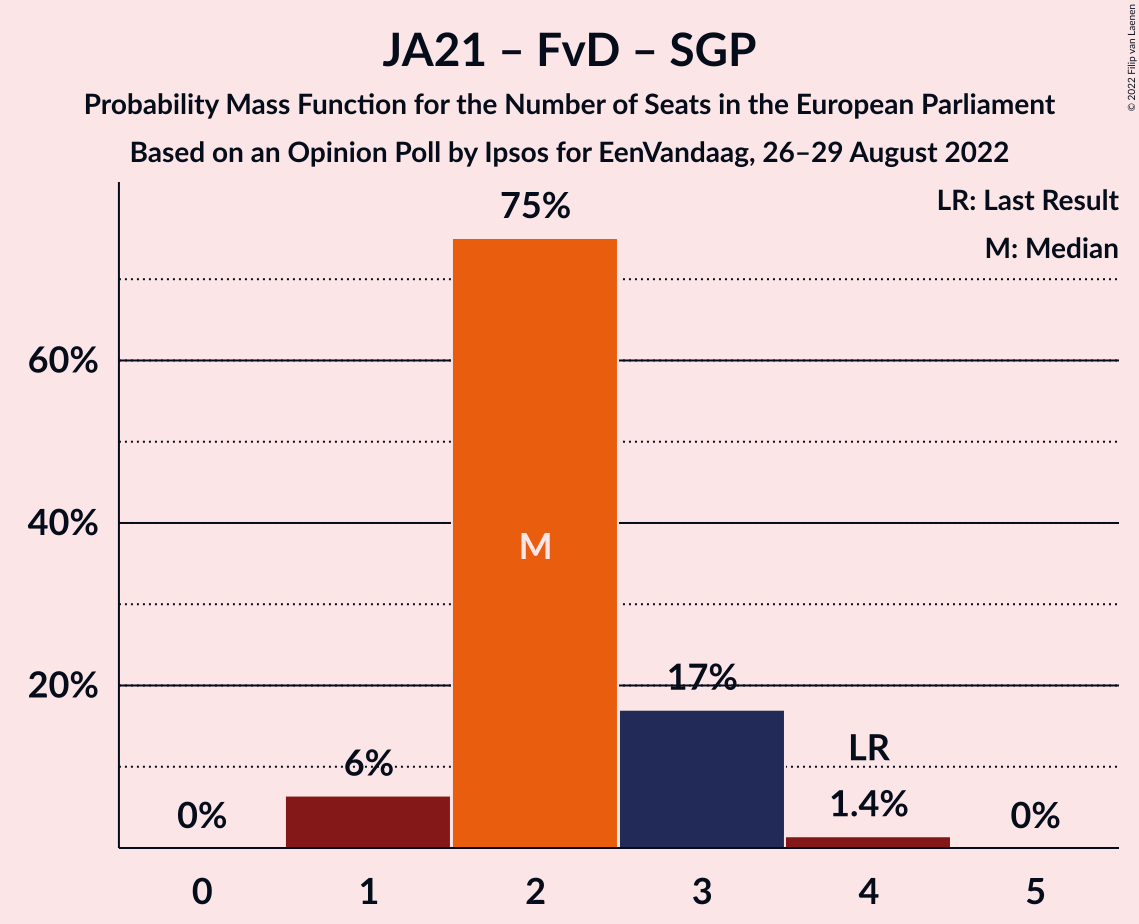 JA21 – FvD – SGP
Probability Mass Function for the Number of Seats in the European Parliament
Based on an Opinion Poll by Ipsos for EenVandaag, 26–29 August 2022
© 2022 Filip van Laenen
LR: Last Result
M: Median
75%
60%
40%
M
20%
17%
6%
LR
0%
1.4%
0%
0 1 2 3 4 5